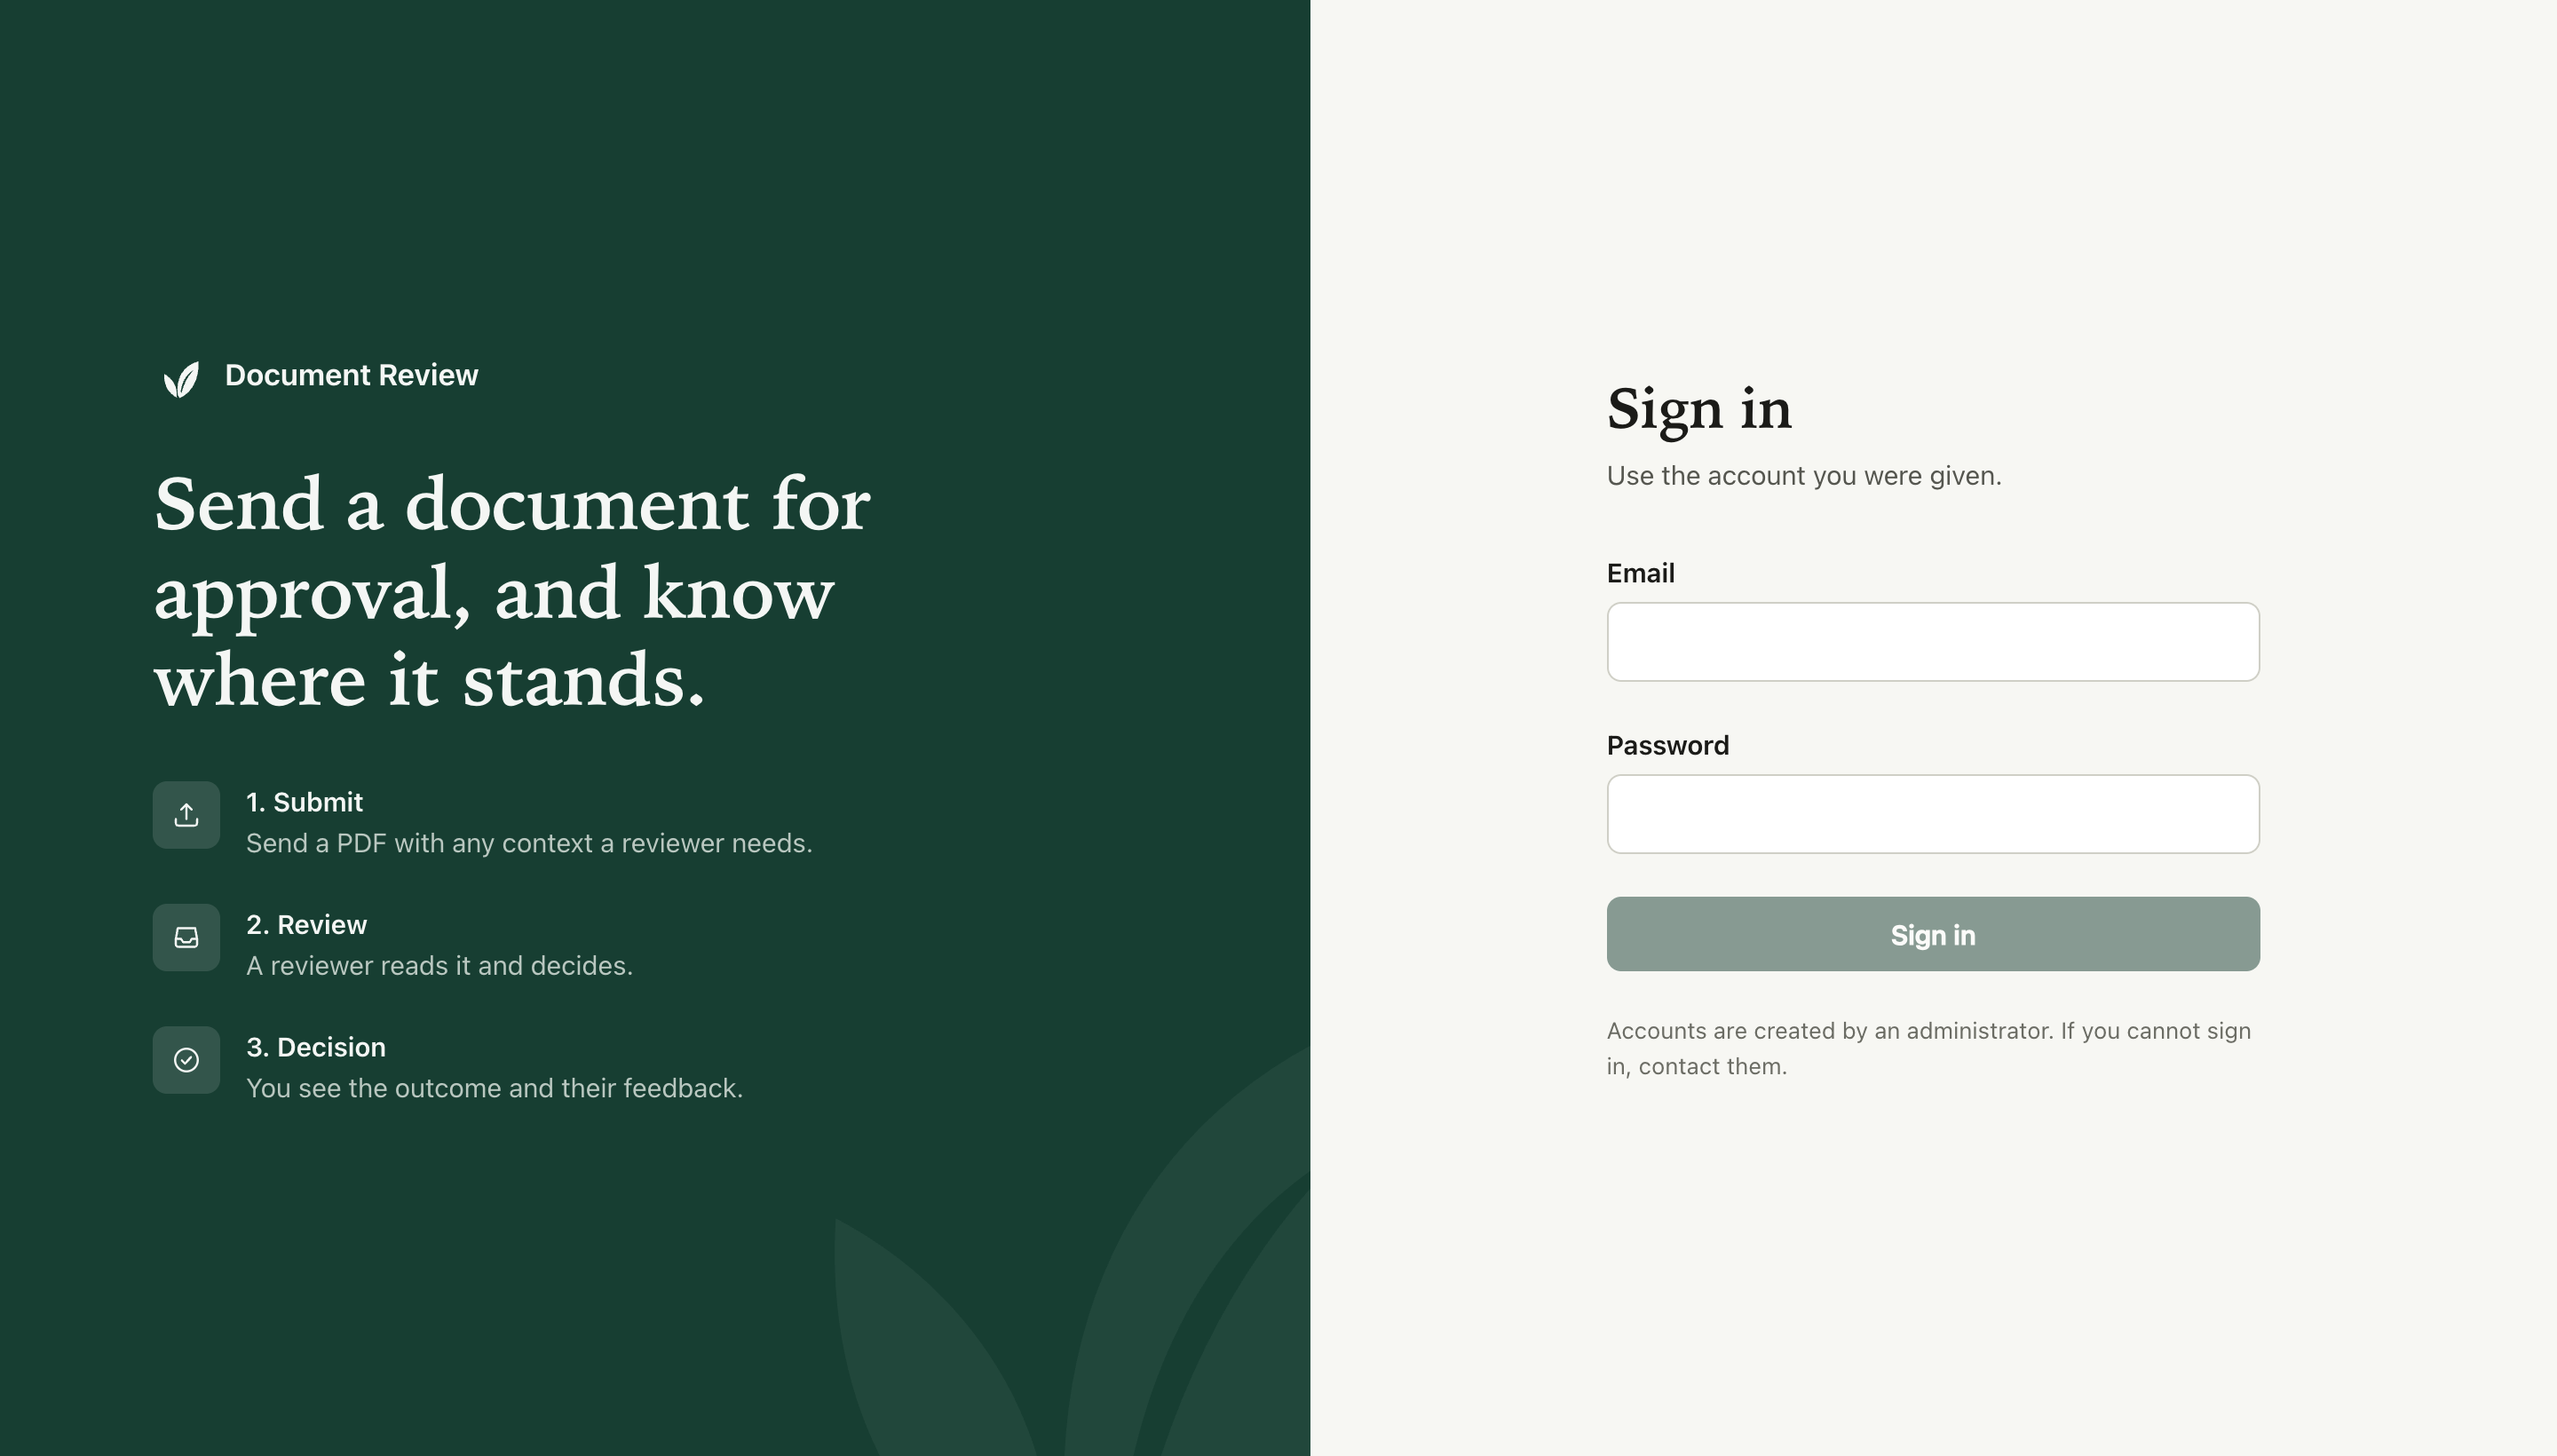 Document Review
Send a document for
approval, and know
where it stands.
1. Submit
Send a PDF with any context a reviewer needs.
2. Review
A reviewer reads it and decides.
3. Decision
You see the outcome and their feedback.
Sign in
Use the account you were given.
Email
Password
Sign in
Accounts are created by an administrator. If you cannot sign
in, contact them.